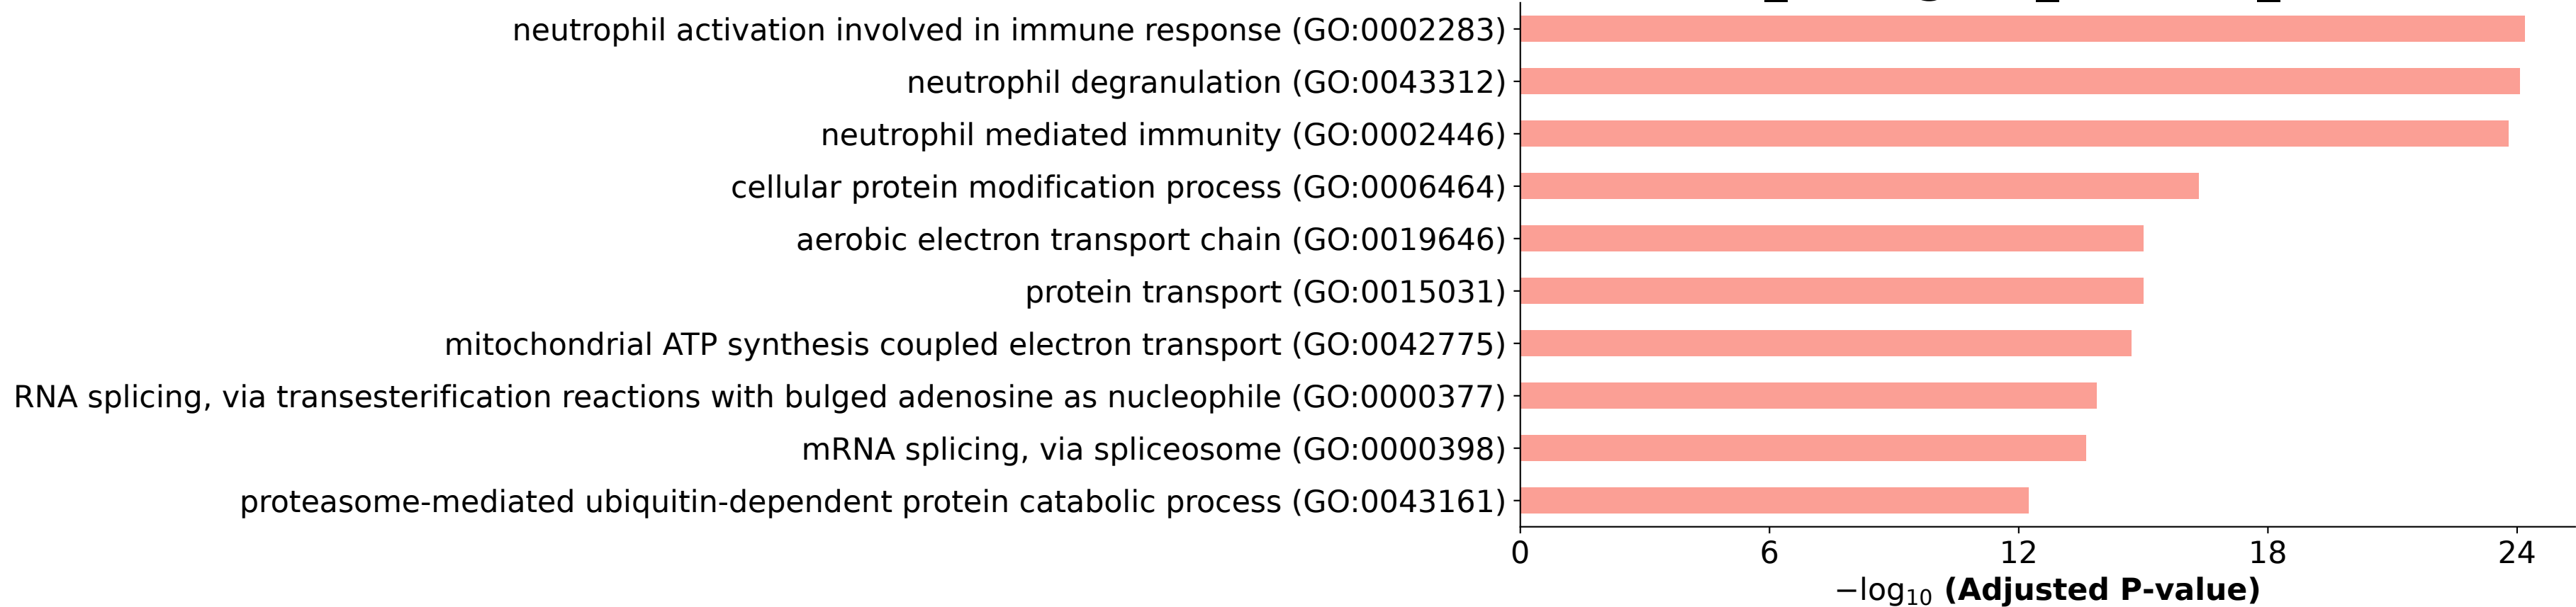 neutrophil activation involved in immune response (GO:0002283)
neutrophil degranulation (GO:0043312)
neutrophil mediated immunity (GO:0002446)
cellular protein modification process (GO:0006464)
aerobic electron transport chain (GO:0019646)
protein transport (GO:0015031)
mitochondrial ATP synthesis coupled electron transport (GO:0042775)
RNA splicing, via transesterification reactions with bulged adenosine as nucleophile (GO:0000377)
mRNA splicing, via spliceosome (GO:0000398)
proteasome-mediated ubiquitin-dependent protein catabolic process (GO:0043161)
0 6 12 18 24
−log₁₀ (Adjusted P-value)